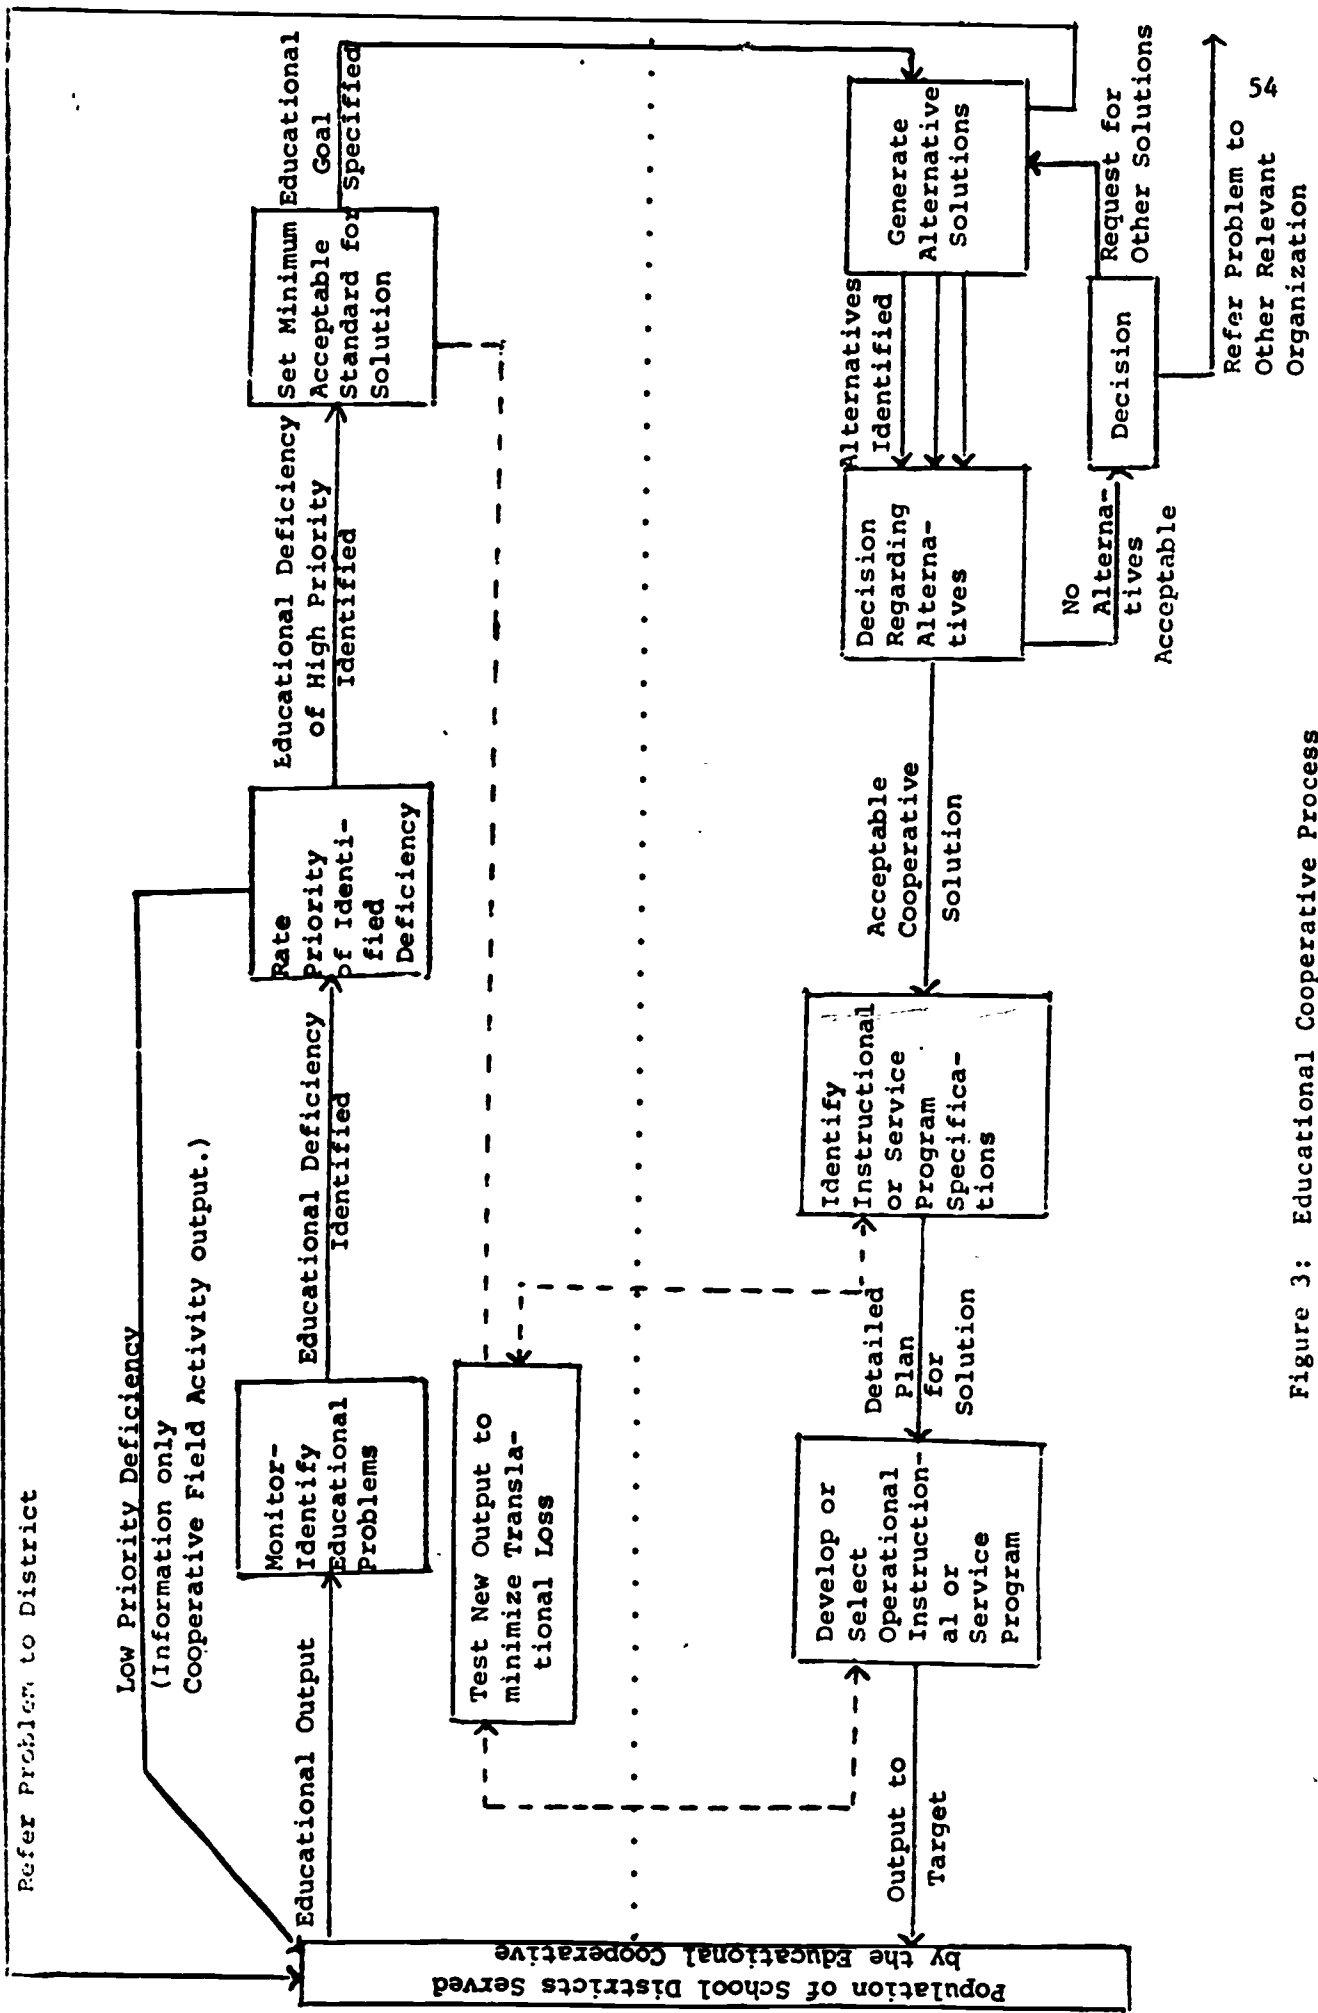 Refer Problem to District
Low Priority Deficiency
(Information only
Cooperative Field Activity output.)
Educational Output
Monitor-
Identify
Educational
Problems
Educational Deficiency
Identified
Rate
Priority
of Identi-
fied
Deficiency
Educational Deficiency
of High Priority
Identified
Set Minimum
Acceptable
Standard for
Solution
Educational
Goal
Specified
Test New Output to
minimize Transla-
tional Loss
Population of School Districts Served
by the Educational Cooperative
Output to
Target
Develop or
Select
Operational
Instruction-
al or
Service
Program
Detailed
Plan
for
Solution
Identify
Instructional
or Service
Program
Specifica-
tions
Acceptable
Cooperative
Solution
Decision
Regarding
Alterna-
tives
Alternatives
Identified
Generate
Alternative
Solutions
No
Alterna-
tives
Acceptable
Decision
Request for
Other Solutions
Refer Problem to
Other Relevant
Organization
54
Figure 3: Educational Cooperative Process